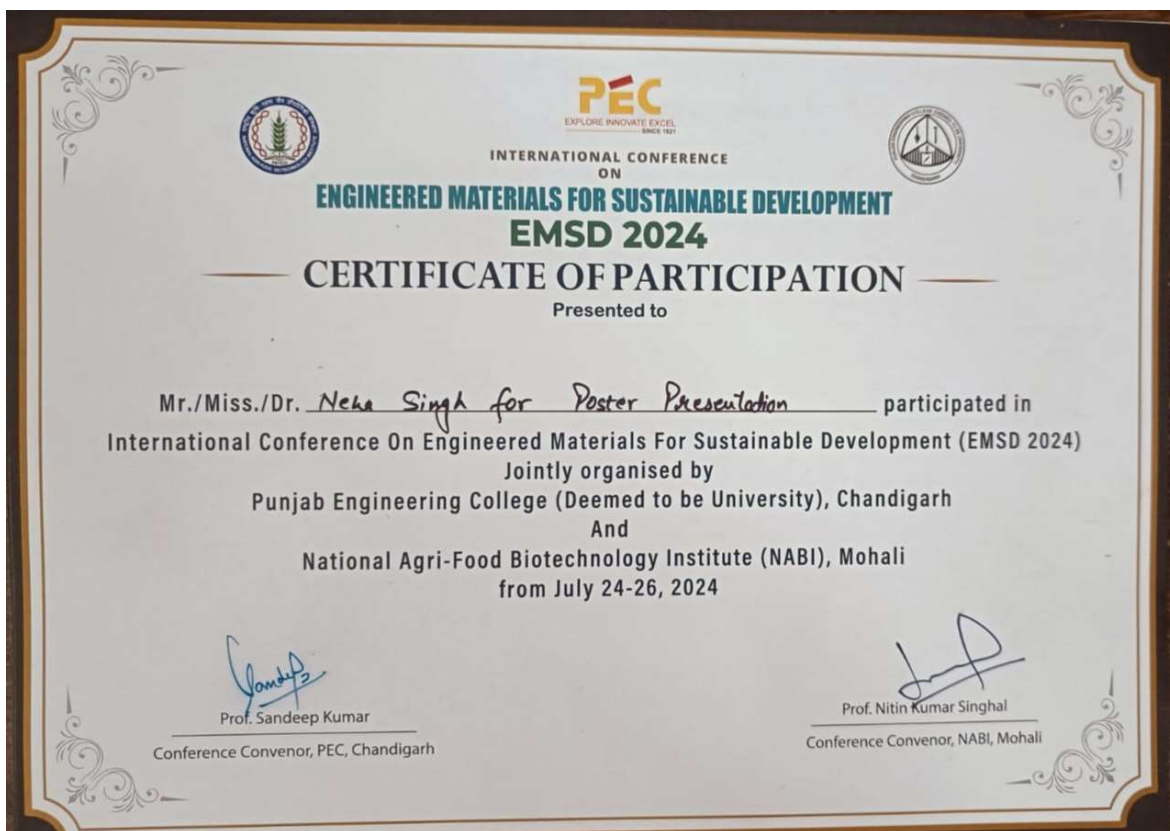 PEC
EXPLORE INNOVATE EXCEL
SINCE 1921
INTERNATIONAL CONFERENCE
ON
ENGINEERED MATERIALS FOR SUSTAINABLE DEVELOPMENT
EMSD 2024
CERTIFICATE OF PARTICIPATION
Presented to
Mr./Miss./Dr. Neha Singh for Poster Presentation participated in
International Conference On Engineered Materials For Sustainable Development (EMSD 2024)
Jointly organised by
Punjab Engineering College (Deemed to be University), Chandigarh
And
National Agri-Food Biotechnology Institute (NABI), Mohali
from July 24-26, 2024
Sandeep
Prof. Sandeep Kumar
Conference Convenor, PEC, Chandigarh
Prof. Nitin Kumar Singhal
Conference Convenor, NABI, Mohali